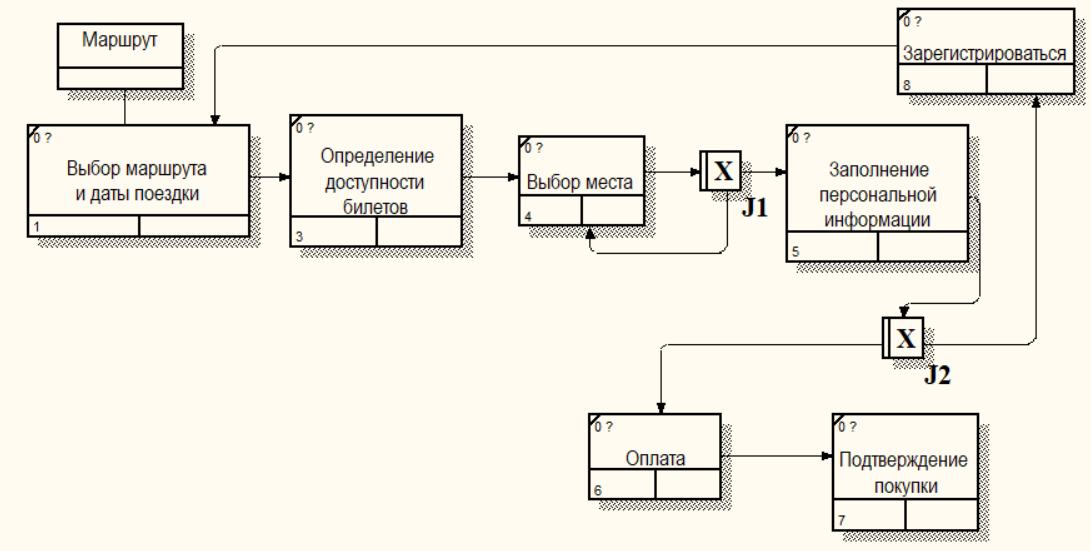 Маршрут
0 ?
Выбор маршрута
и даты поездки
1
0 ?
Определение
доступности
билетов
3
0 ?
Выбор места
4
X
J1
0 ?
Заполнение
персональной
информации
5
0 ?
Зарегистрироваться
8
X
J2
0 ?
Оплата
6
0 ?
Подтверждение
покупки
7